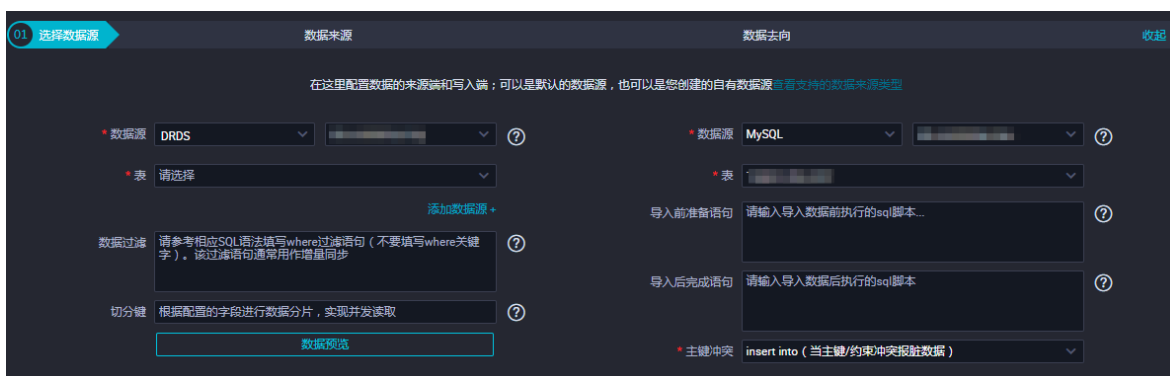 01 选择数据源 数据来源 数据去向 收起
在这里配置数据的来源端和写入端；可以是默认的数据源，也可以是您创建的自有数据源查看支持的数据来源类型
* 数据源 DRDS ?
* 表 请选择
添加数据源 +
数据过滤 请参考相应SQL语法填写where过滤语句（不要填写where关键
字）。该过滤语句通常用作增量同步 ?
切分键 根据配置的字段进行数据分片，实现并发读取 ?
数据预览
* 数据源 MySQL ?
* 表
导入前准备语句 请输入导入数据前执行的sql脚本... ?
导入后完成语句 请输入导入数据后执行的sql脚本 ?
* 主键冲突 insert into（当主键/约束冲突报脏数据）